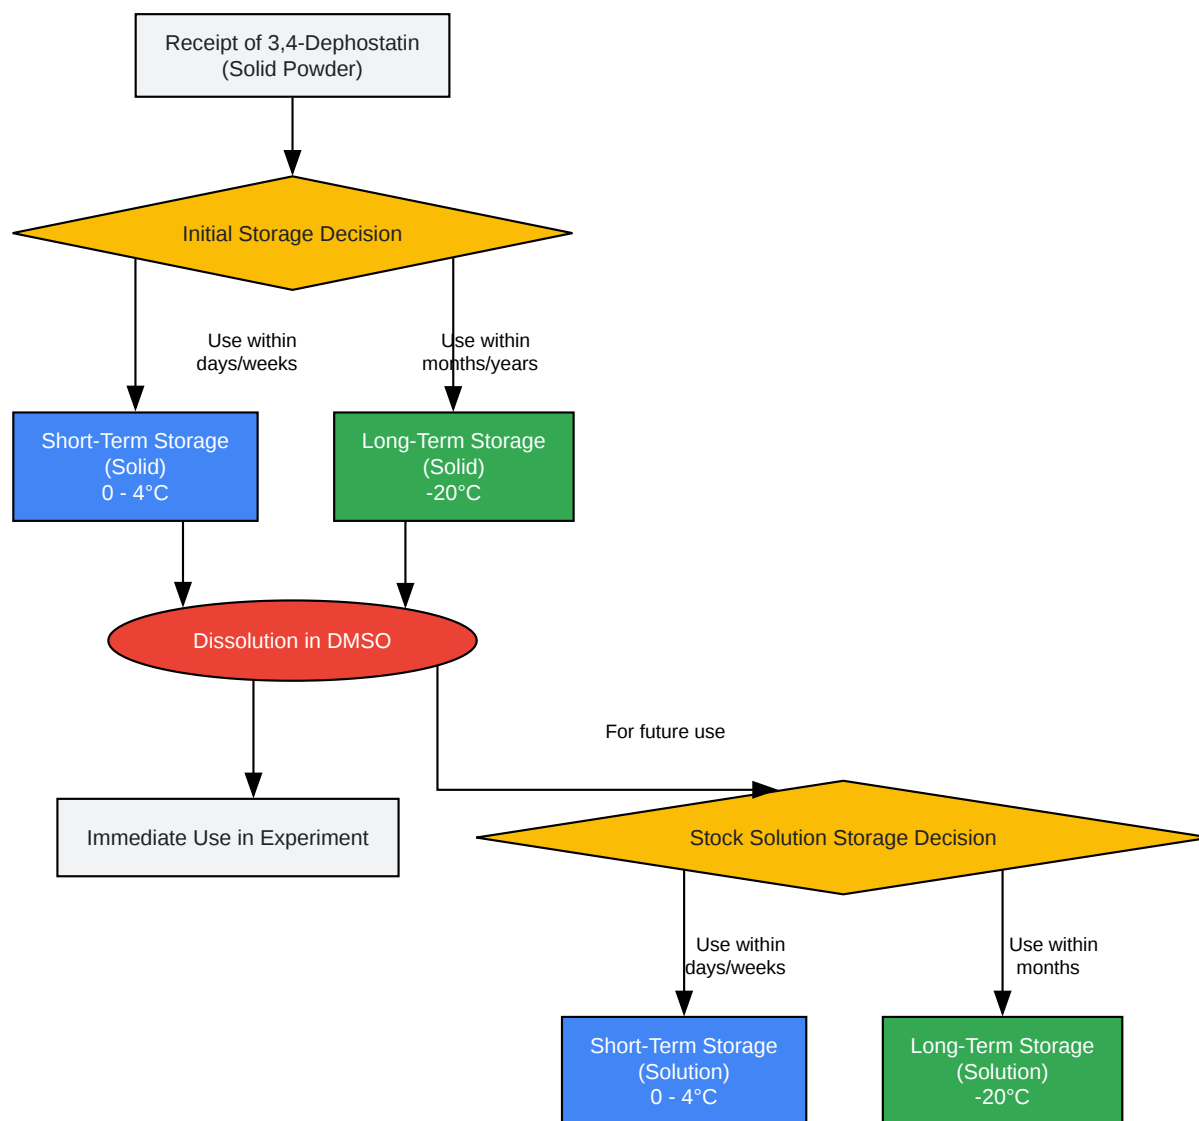 Receipt of 3,4-Dephostatin
(Solid Powder)
Initial Storage Decision
Use within
days/weeks
Use within
months/years
Short-Term Storage
(Solid)
0 - 4°C
Long-Term Storage
(Solid)
-20°C
Dissolution in DMSO
For future use
Immediate Use in Experiment
Stock Solution Storage Decision
Use within
days/weeks
Use within
months
Short-Term Storage
(Solution)
0 - 4°C
Long-Term Storage
(Solution)
-20°C